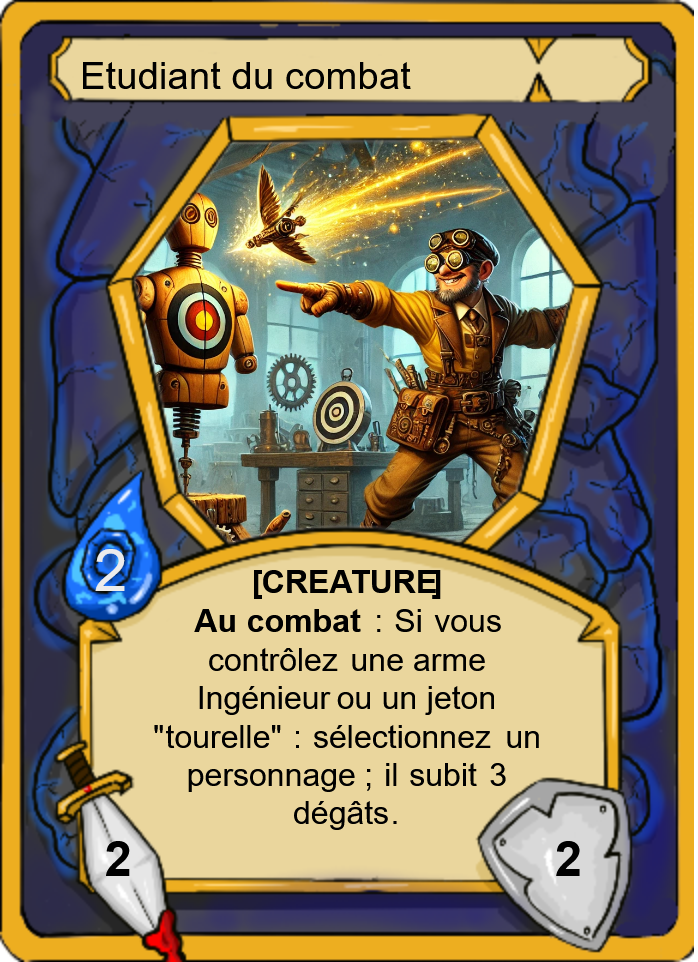 Etudiant du combat
2
[CREATURE]
Au combat : Si vous
contrôlez une arme
Ingénieur ou un jeton
"tourelle" : sélectionnez un
personnage ; il subit 3
dégâts.
2
2